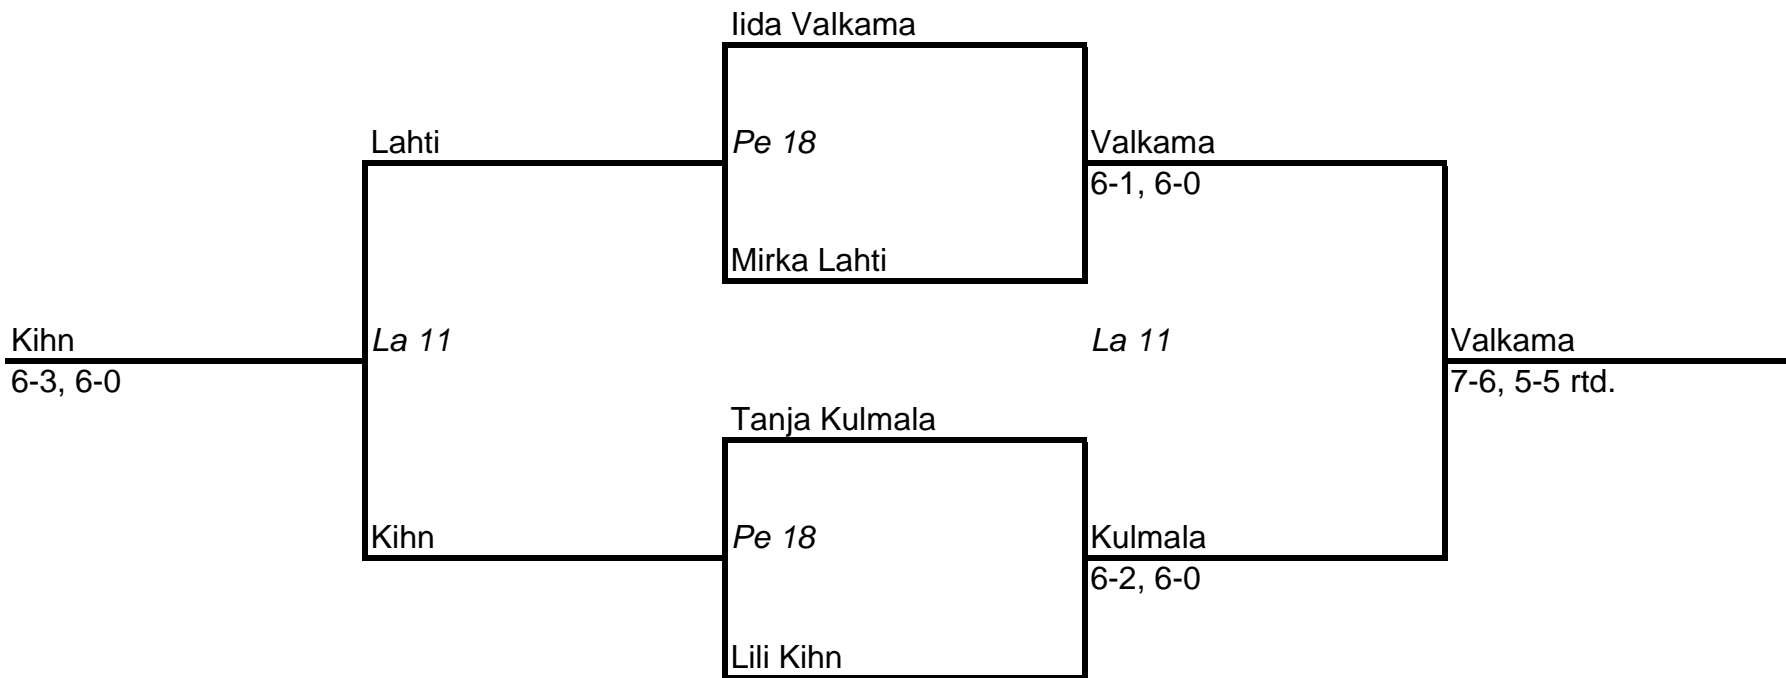 Iida Valkama
Lahti
Pe 18
Valkama
6-1, 6-0
Mirka Lahti
Kihn
La 11
La 11
Valkama
6-3, 6-0
7-6, 5-5 rtd.
Tanja Kulmala
Kihn
Pe 18
Kulmala
6-2, 6-0
Lili Kihn